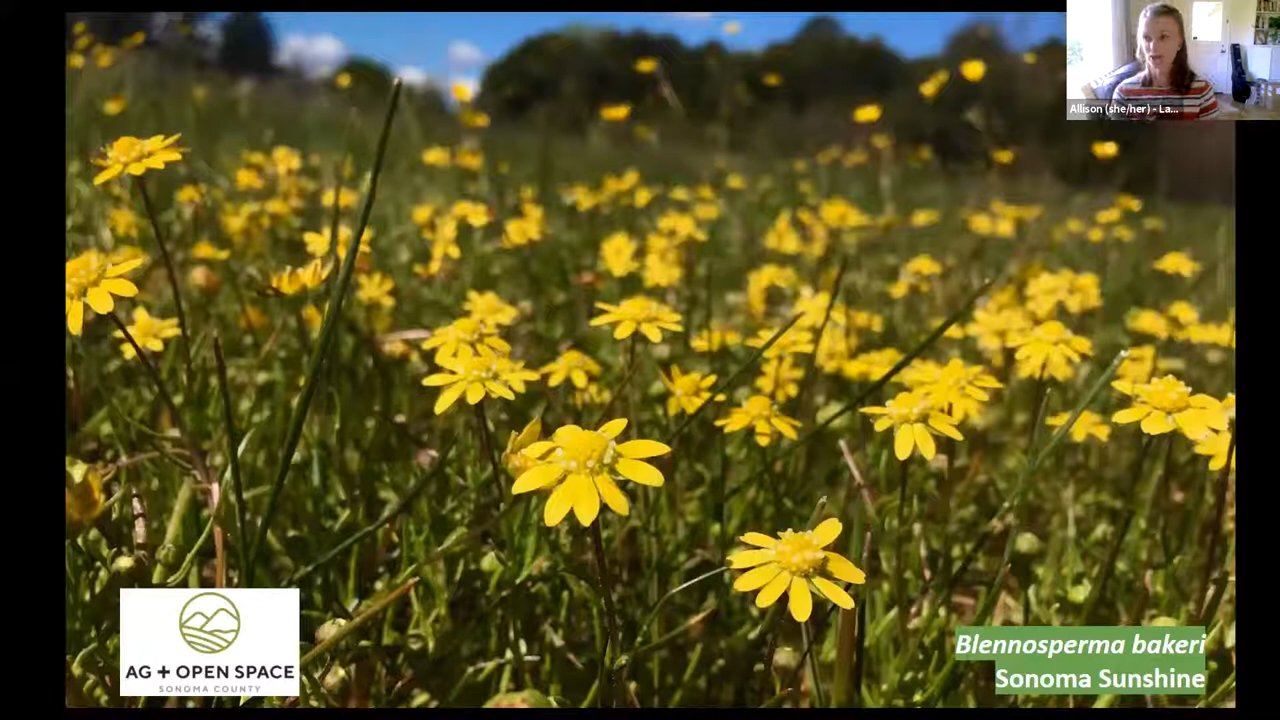 Allison (she/her) - La...
AG + OPEN SPACE
SONOMA COUNTY
Blennosperma bakeri
Sonoma Sunshine